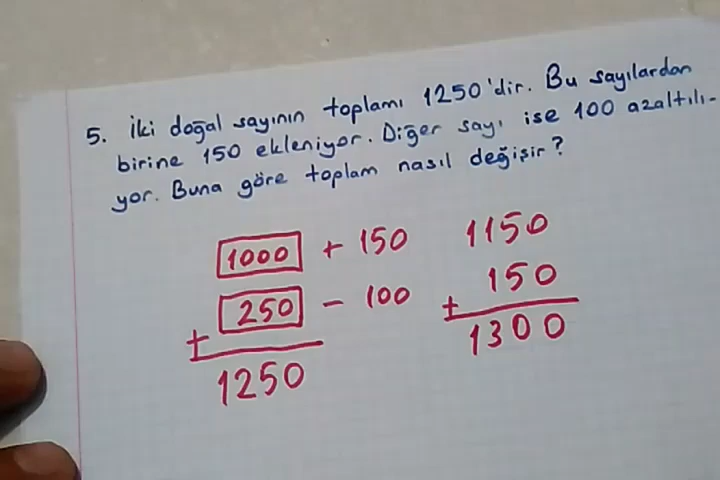 5. İki doğal sayının toplamı 1250'dir. Bu sayılardan
birine 150 ekleniyor. Diğer sayı ise 100 azaltılı-
yor. Buna göre toplam nasıl değişir?
1000 + 150
250 - 100
+
1250
1150
150
+
1300